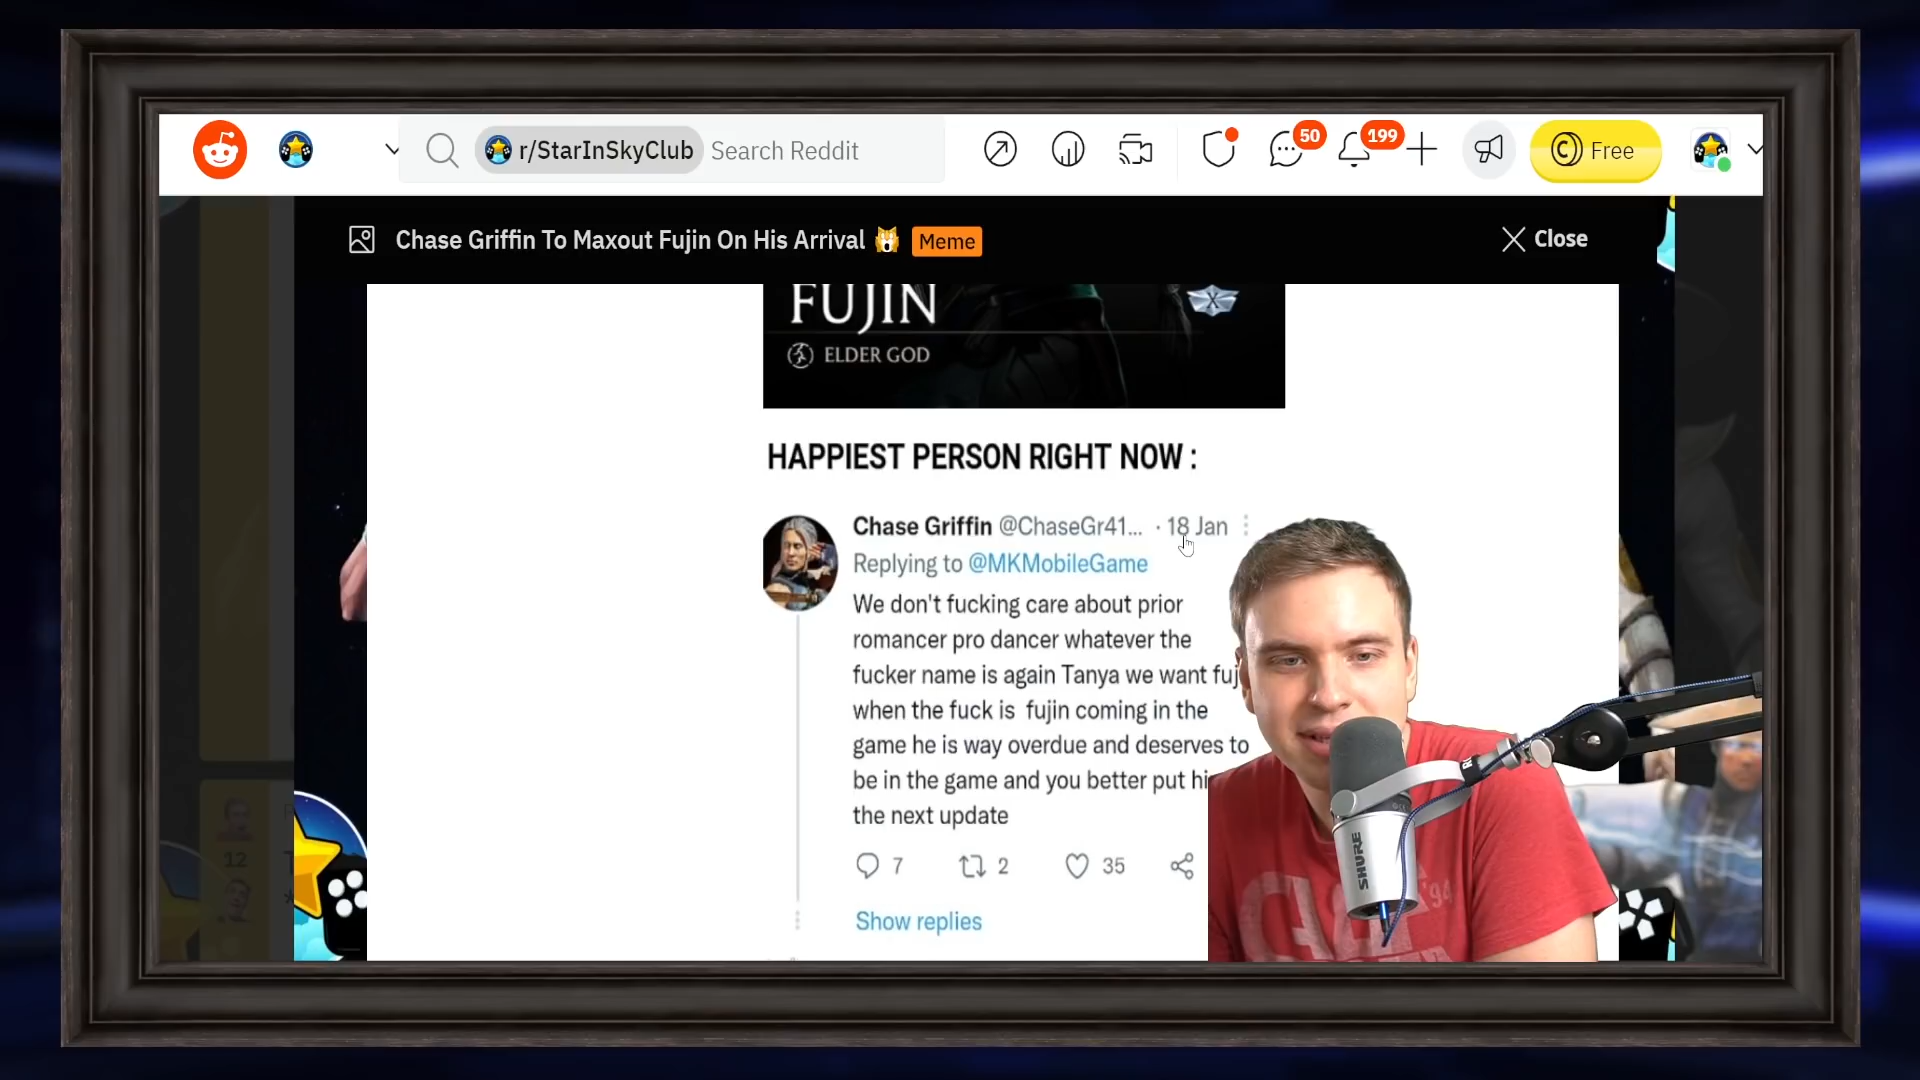 r/StarInSkyClub Search Reddit 50 199 Free
Chase Griffin To Maxout Fujin On His Arrival Meme Close
FUJIN
X
ELDER GOD
HAPPIEST PERSON RIGHT NOW :
Chase Griffin @ChaseGr41... · 18 Jan
Replying to @MKMobileGame
We don't fucking care about prior
romancer pro dancer whatever the
fucker name is again Tanya we want fuj
when the fuck is fujin coming in the
game he is way overdue and deserves to
be in the game and you better put hi
the next update
7 2 35
Show replies
12
SHURE